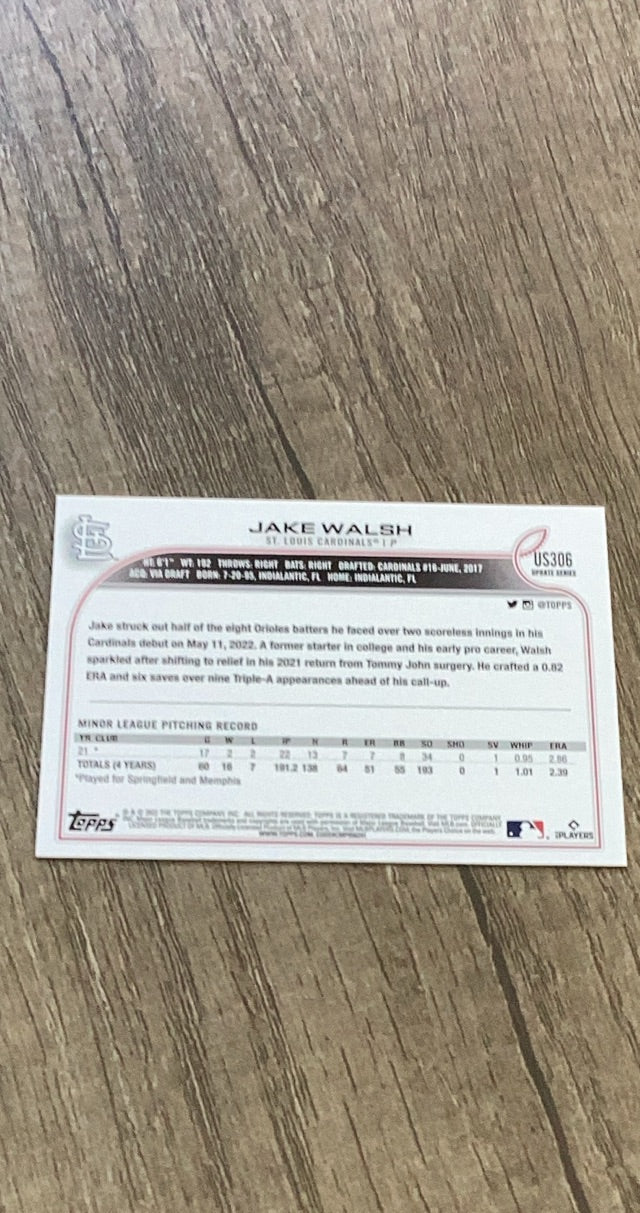 JAKE WALSH
ST. LOUIS CARDINALS® | P
HT: 6'1" WT: 192 THROWS: RIGHT BATS: RIGHT DRAFTED: CARDINALS #16-JUNE, 2017
ACQ: VIA DRAFT BORN: 7-20-95, INDIALANTIC, FL HOME: INDIALANTIC, FL
US306
UPDATE SERIES
@TOPPS
Jake struck out half of the eight Orioles batters he faced over two scoreless innings in his
Cardinals debut on May 11, 2022. A former starter in college and his early pro career, Walsh
sparkled after shifting to relief in his 2021 return from Tommy John surgery. He crafted a 0.82
ERA and six saves over nine Triple-A appearances ahead of his call-up.
MINOR LEAGUE PITCHING RECORD
YR CLUB G W L IP H R ER BB SO SHO SV WHIP ERA
21 * 17 2 2 22 13 7 7 8 34 0 1 0.95 2.86
TOTALS (4 YEARS) 60 16 7 191.2 138 64 51 55 193 0 1 1.01 2.39
*Played for Springfield and Memphis
TOPPS
PLAYERS